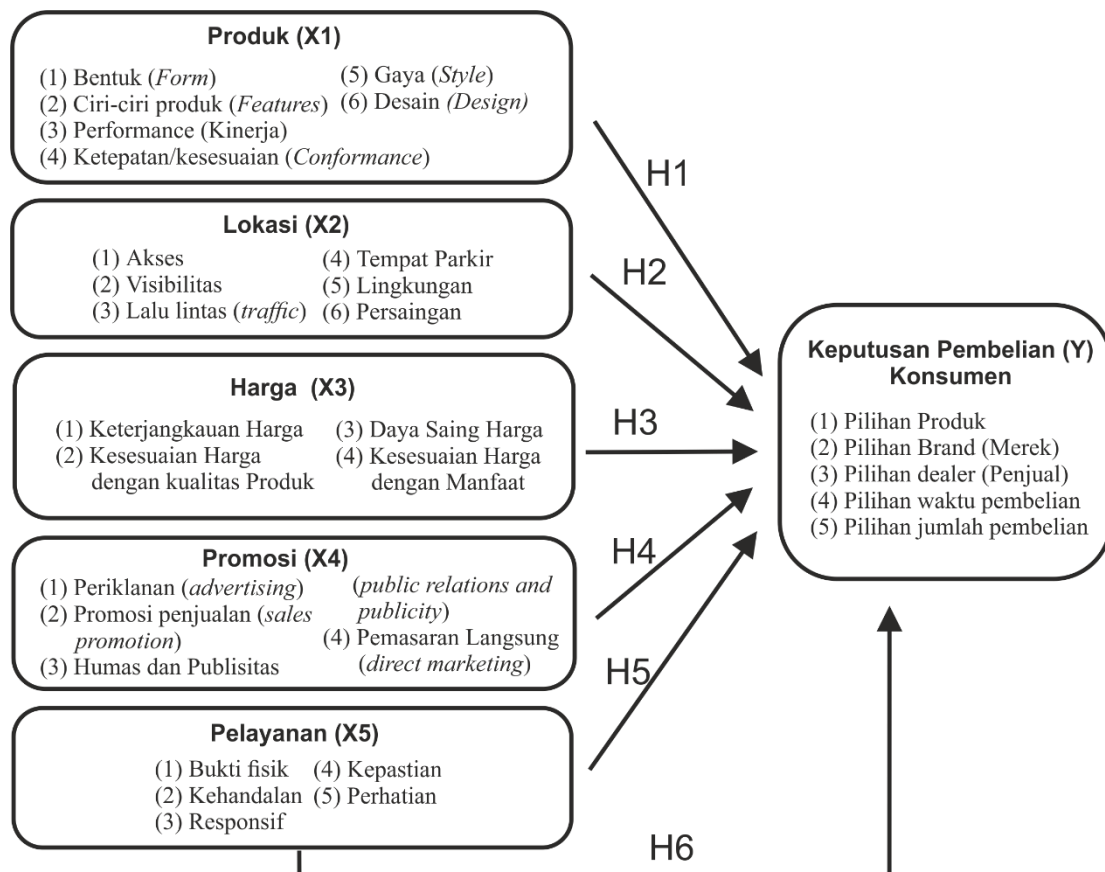 Produk (X1)
(1) Bentuk (Form)
(2) Ciri-ciri produk (Features)
(3) Performance (Kinerja)
(4) Ketepatan/kesesuaian (Conformance)
(5) Gaya (Style)
(6) Desain (Design)
H1
Lokasi (X2)
(1) Akses
(2) Visibilitas
(3) Lalu lintas (traffic)
(4) Tempat Parkir
(5) Lingkungan
(6) Persaingan
H2
Harga (X3)
(1) Keterjangkauan Harga
(2) Kesesuaian Harga
dengan kualitas Produk
(3) Daya Saing Harga
(4) Kesesuaian Harga
dengan Manfaat
H3
Promosi (X4)
(1) Periklanan (advertising)
(2) Promosi penjualan (sales
promotion)
(3) Humas dan Publisitas
(public relations and
publicity)
(4) Pemasaran Langsung
(direct marketing)
H4
Pelayanan (X5)
(1) Bukti fisik
(2) Kehandalan
(3) Responsif
(4) Kepastian
(5) Perhatian
H5
H6
Keputusan Pembelian (Y)
Konsumen
(1) Pilihan Produk
(2) Pilihan Brand (Merek)
(3) Pilihan dealer (Penjual)
(4) Pilihan waktu pembelian
(5) Pilihan jumlah pembelian